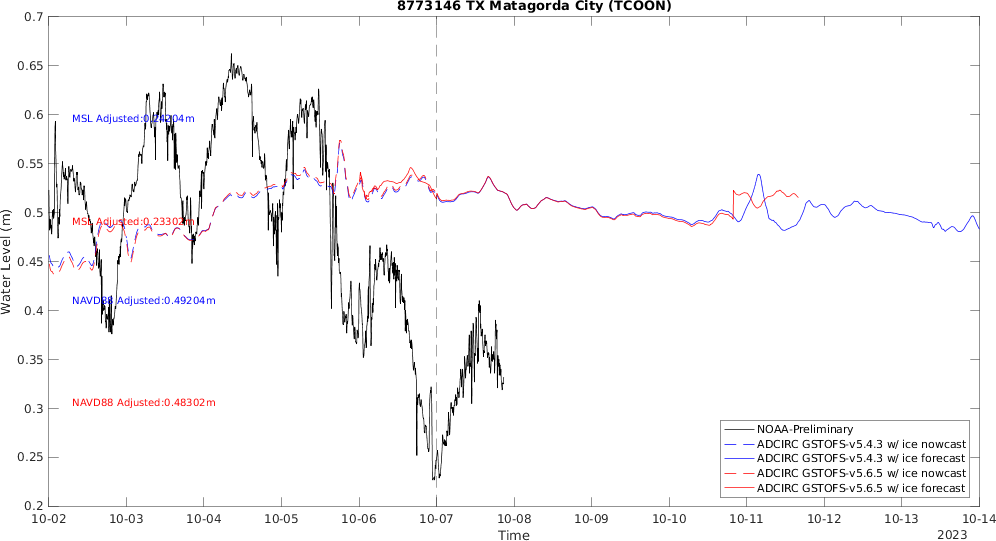 8773146 TX Matagorda City (TCOON)
0.7
0.65
0.6
0.55
0.5
0.45
0.4
0.35
0.3
0.25
0.2
Water Level (m)
MSL Adjusted:0.24204m
MSL Adjusted:0.23302m
NAVD88 Adjusted:0.49204m
NAVD88 Adjusted:0.48302m
NOAA-Preliminary
ADCIRC GSTOFS-v5.4.3 w/ ice nowcast
ADCIRC GSTOFS-v5.4.3 w/ ice forecast
ADCIRC GSTOFS-v5.6.5 w/ ice nowcast
ADCIRC GSTOFS-v5.6.5 w/ ice forecast
10-02 10-03 10-04 10-05 10-06 10-07 10-08 10-09 10-10 10-11 10-12 10-13 10-14
Time
2023